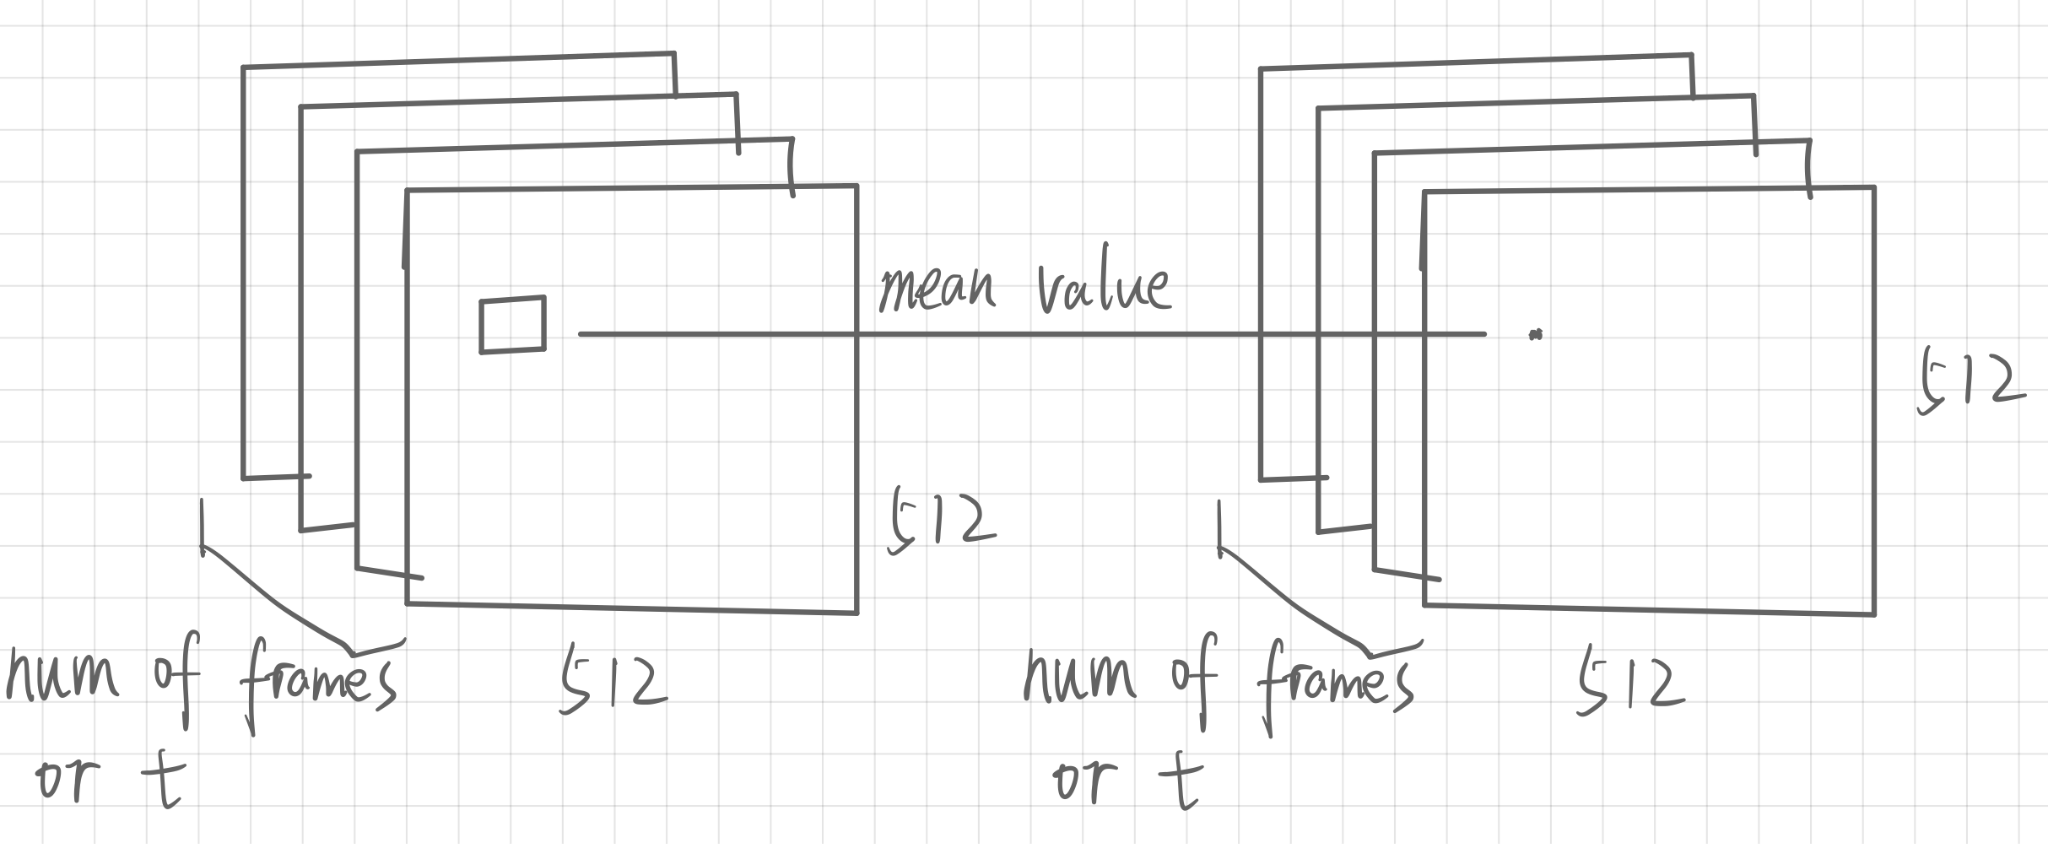 mean value
512
512
num of frames
or t
512
512
num of frames
or t